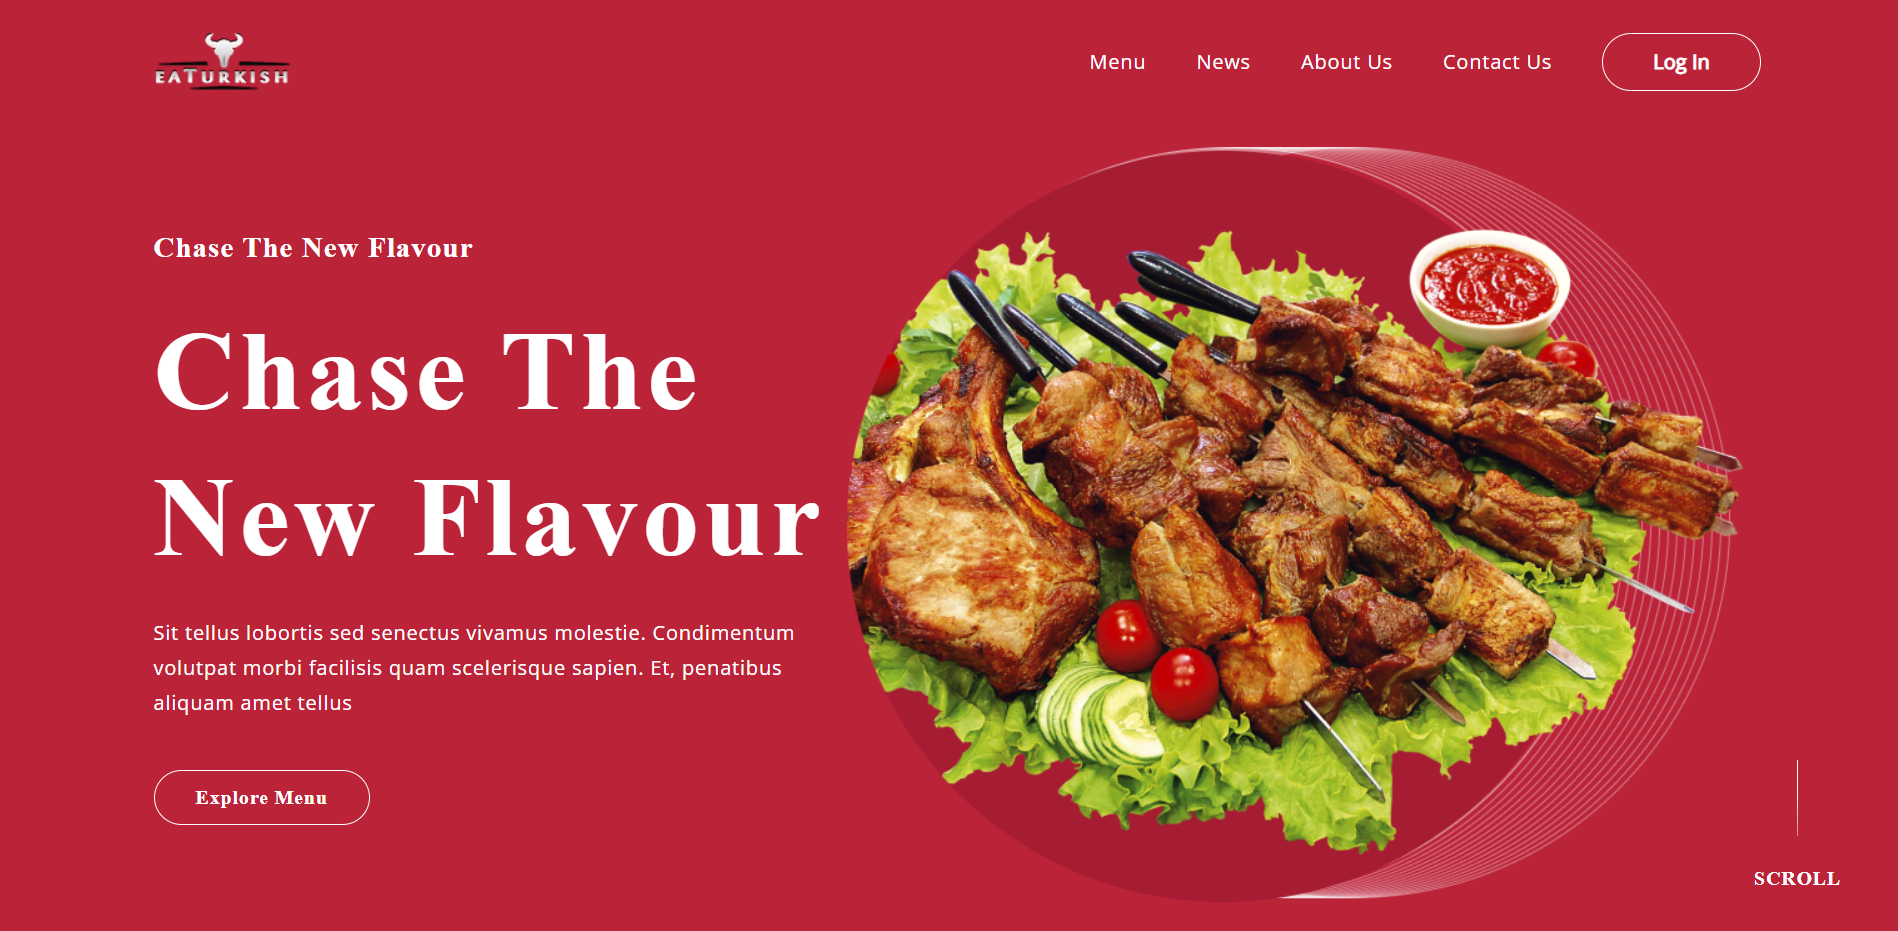 EATURKISH
Menu
News
About Us
Contact Us
Log In
Chase The New Flavour
Chase The
New Flavour
Sit tellus lobortis sed senectus vivamus molestie. Condimentum
volutpat morbi facilisis quam scelerisque sapien. Et, penatibus
aliquam amet tellus
Explore Menu
SCROLL